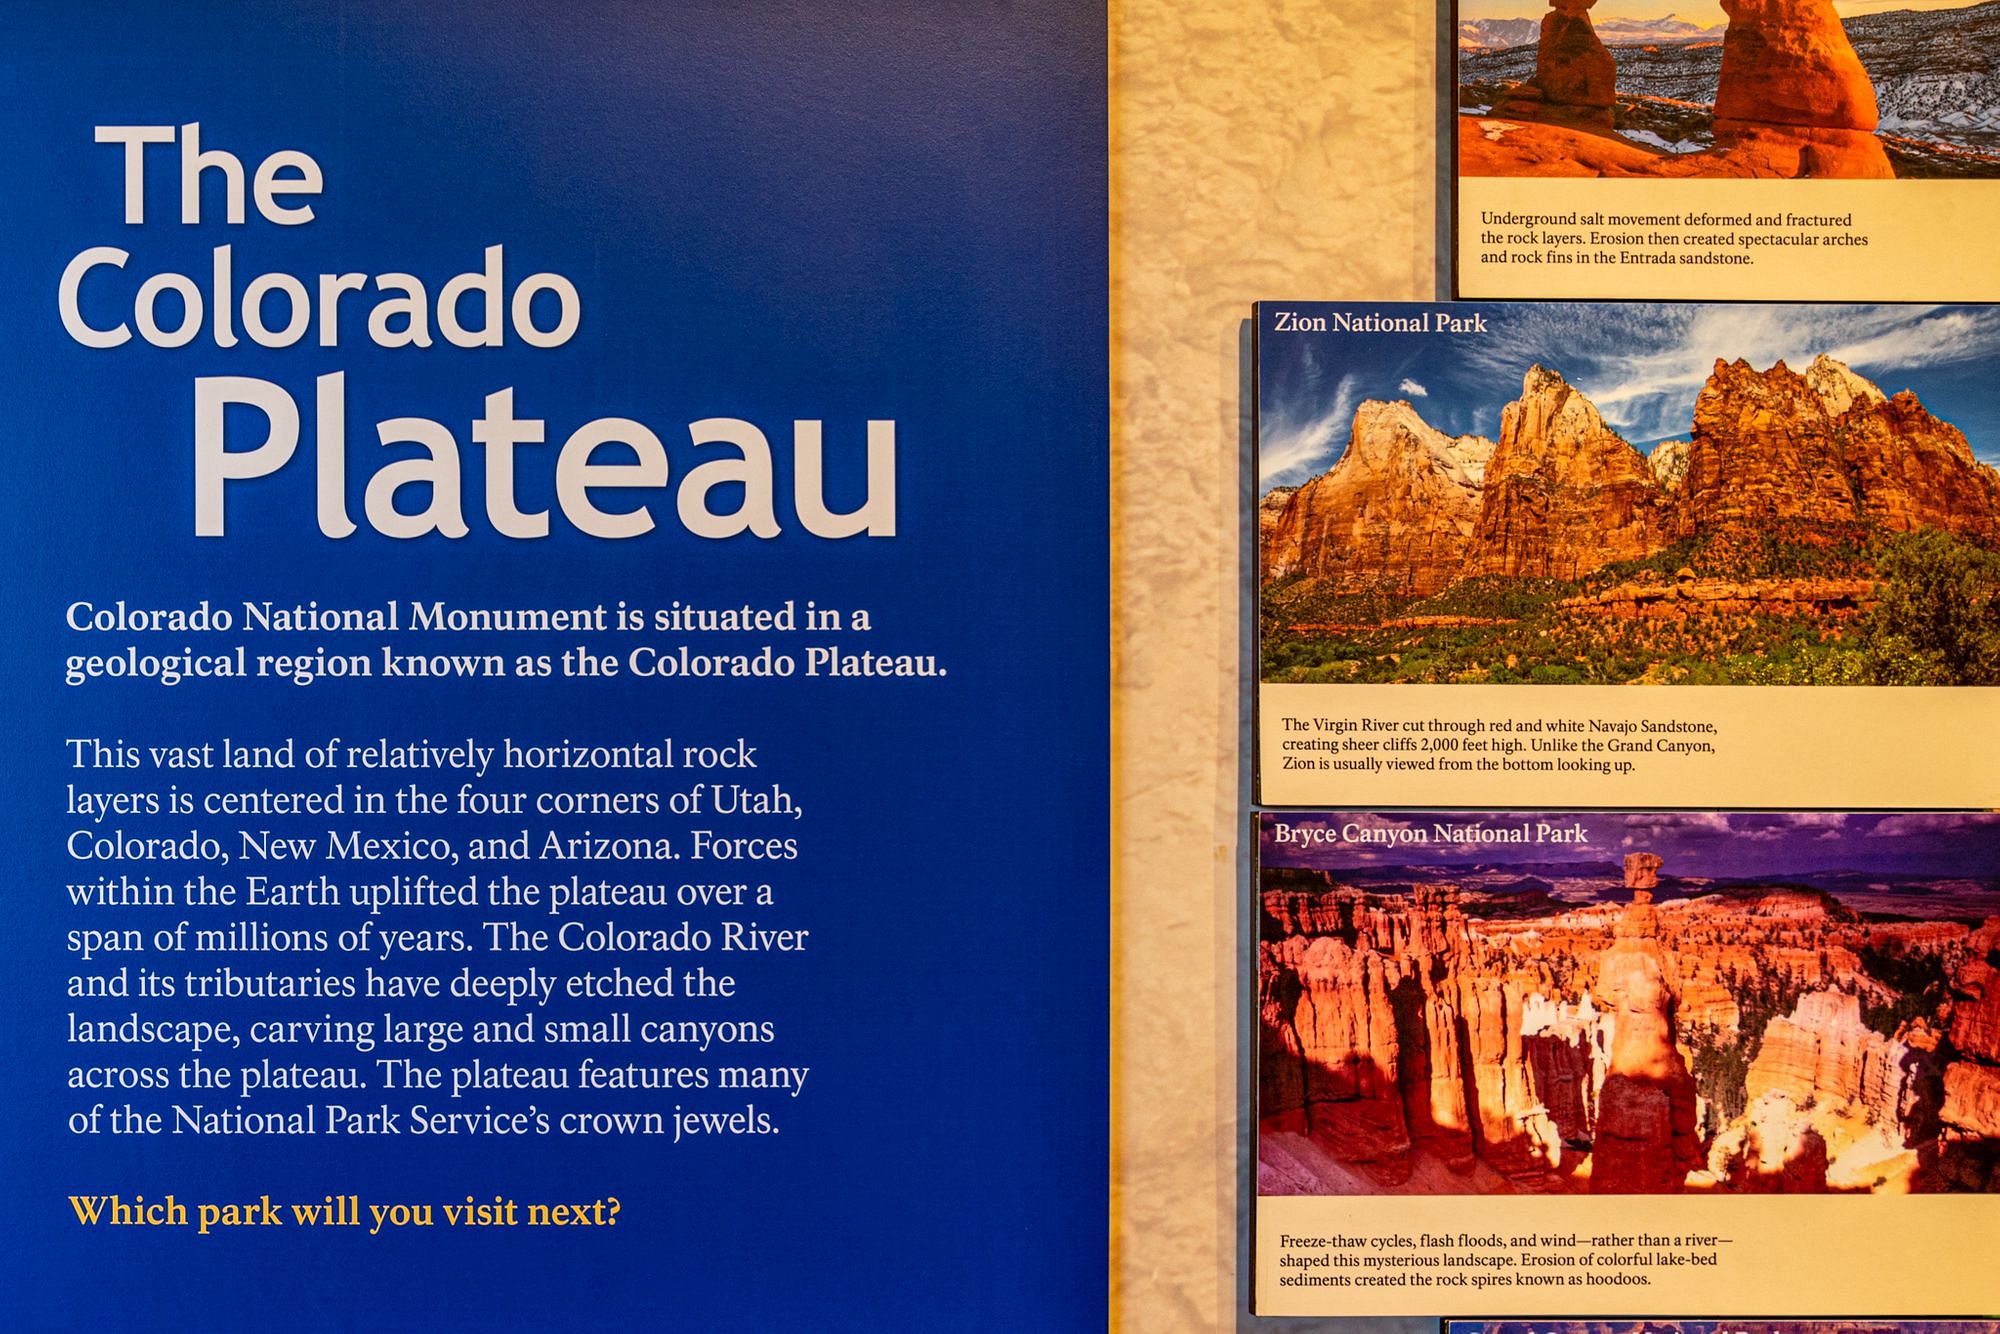 The
Colorado
Plateau
Colorado National Monument is situated in a
geological region known as the Colorado Plateau.
This vast land of relatively horizontal rock
layers is centered in the four corners of Utah,
Colorado, New Mexico, and Arizona. Forces
within the Earth uplifted the plateau over a
span of millions of years. The Colorado River
and its tributaries have deeply etched the
landscape, carving large and small canyons
across the plateau. The plateau features many
of the National Park Service’s crown jewels.
Which park will you visit next?
Underground salt movement deformed and fractured
the rock layers. Erosion then created spectacular arches
and rock fins in the Entrada sandstone.
Zion National Park
The Virgin River cut through red and white Navajo Sandstone,
creating sheer cliffs 2,000 feet high. Unlike the Grand Canyon,
Zion is usually viewed from the bottom looking up.
Bryce Canyon National Park
Freeze-thaw cycles, flash floods, and wind—rather than a river—
shaped this mysterious landscape. Erosion of colorful lake-bed
sediments created the rock spires known as hoodoos.